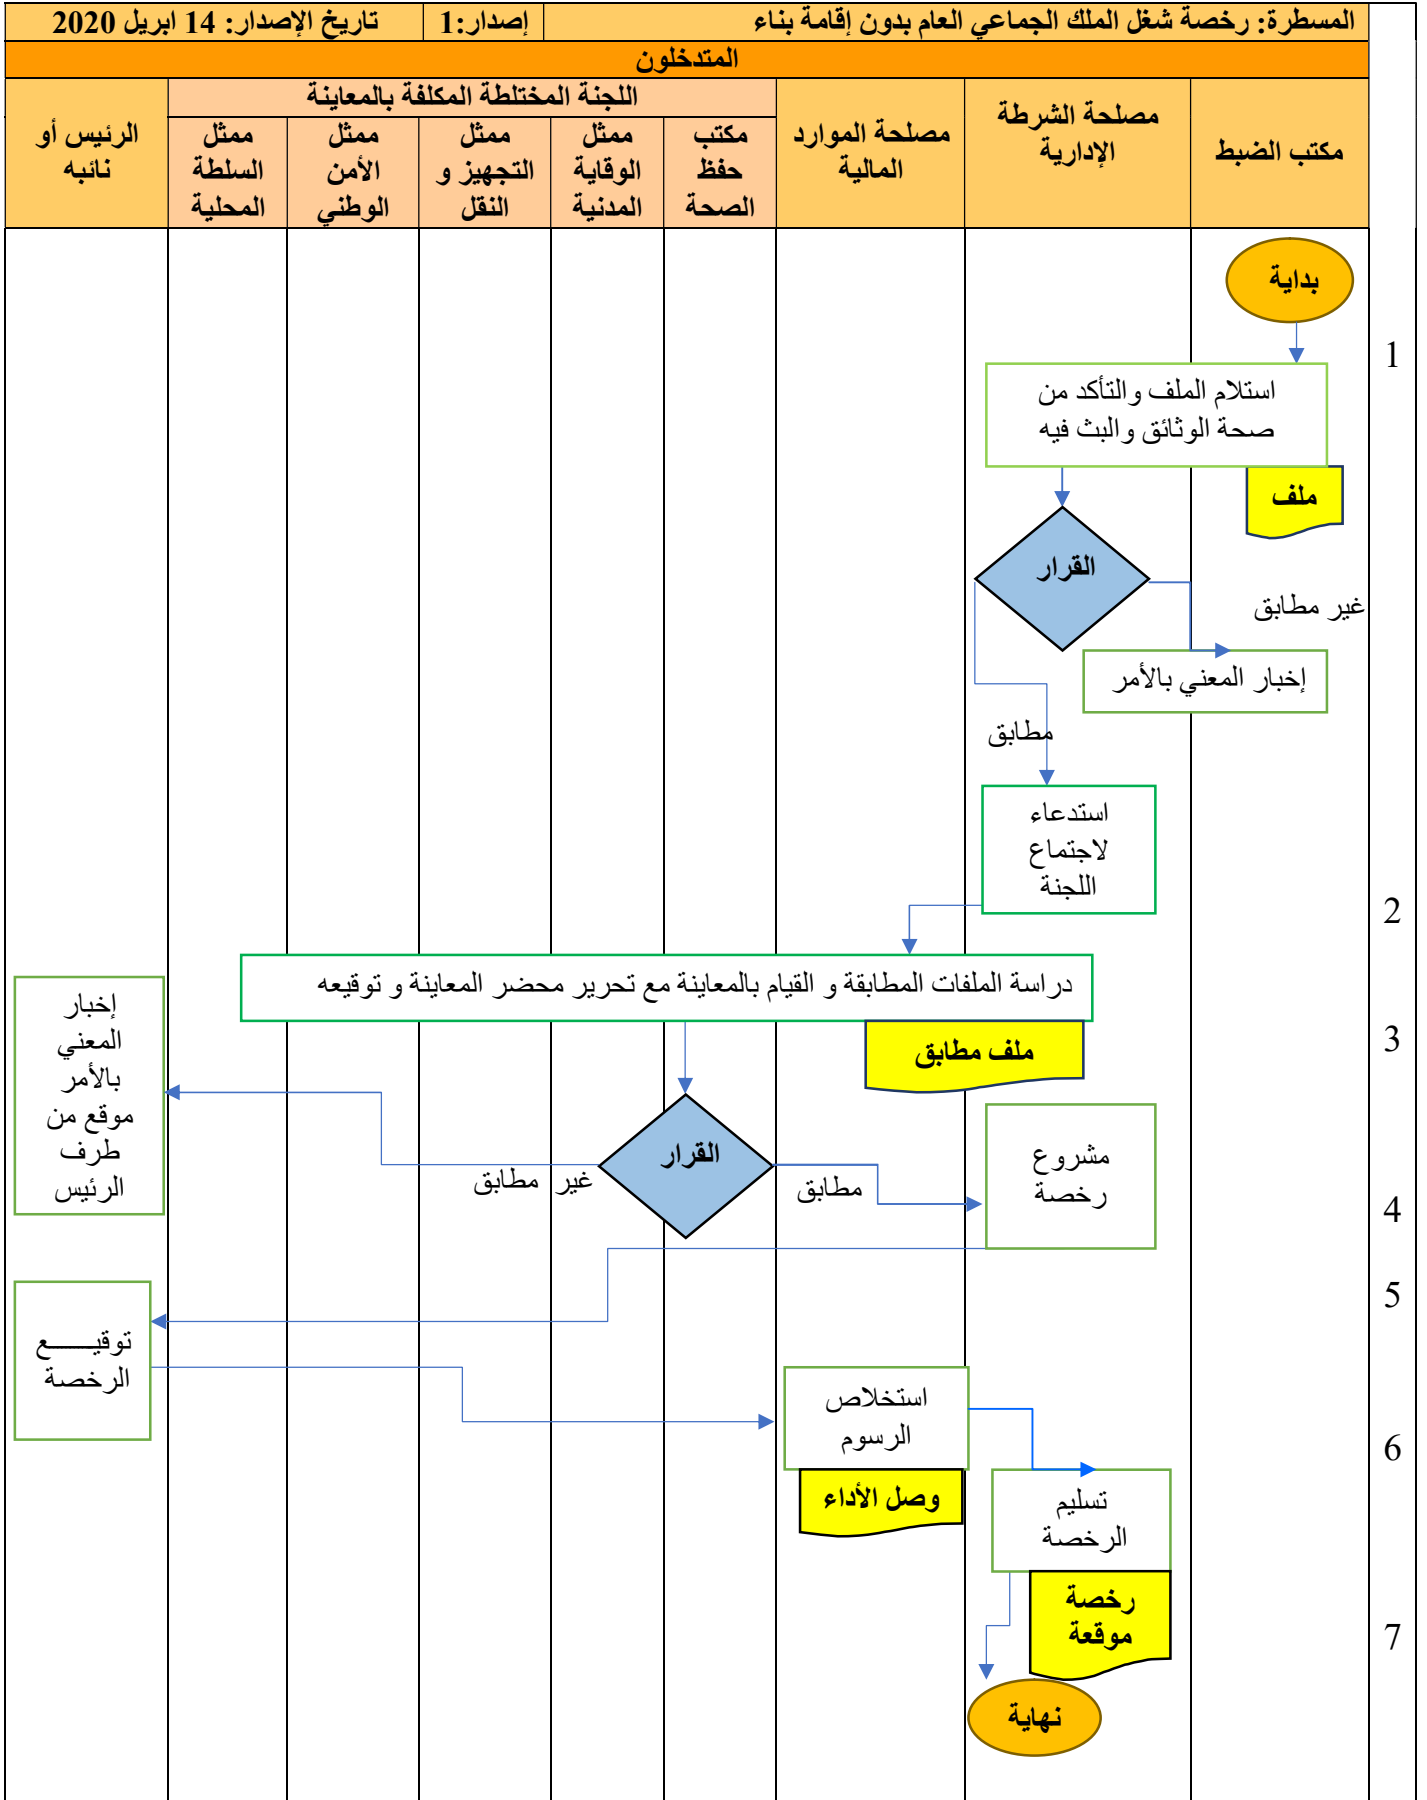 المسطرة: رخصة شغل الملك الجماعي العام بدون إقامة بناء
إصدار:1
تاريخ الإصدار: 14 ابريل 2020
المتدخلون
مكتب الضبط
مصلحة الشرطة
الإدارية
مصلحة الموارد
المالية
اللجنة المختلطة المكلفة بالمعاينة
مكتب
حفظ
الصحة
ممثل
الوقاية
المدنية
ممثل
التجهيز و
النقل
ممثل
الأمن
الوطني
ممثل
السلطة
المحلية
الرئيس أو
نائبه
بداية
1
استلام الملف والتأكد من
صحة الوثائق والبث فيه
ملف
القرار
غير مطابق
إخبار المعني بالأمر
مطابق
استدعاء
لاجتماع
اللجنة
2
دراسة الملفات المطابقة و القيام بالمعاينة مع تحرير محضر المعاينة و توقيعه
ملف مطابق
3
إخبار
المعني
بالأمر
موقع من
طرف
الرئيس
القرار
مطابق
غير مطابق
مشروع
رخصة
4
5
توقيـــــع
الرخصة
استخلاص
الرسوم
وصل الأداء
6
تسليم
الرخصة
رخصة
موقعة
7
نهاية